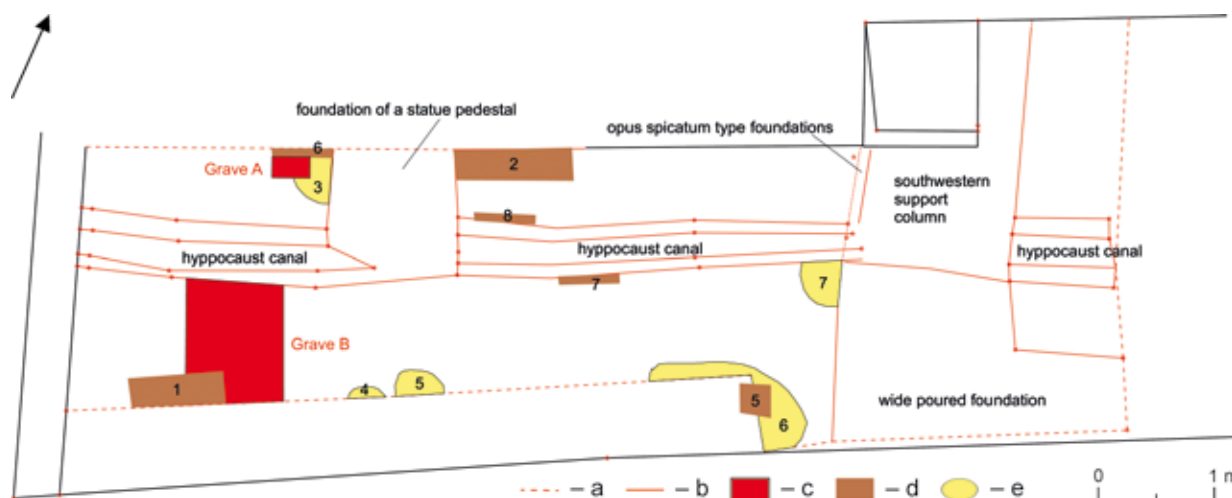 foundation of a statue pedestal
opus spicatum type foundations
6
Grave A
3
2
southwestern
support
column
8
hyppocaust canal
hyppocaust canal
hyppocaust canal
7
7
Grave B
1
4
5
5
6
wide poured foundation
– a – b – c – d – e
0 1 m